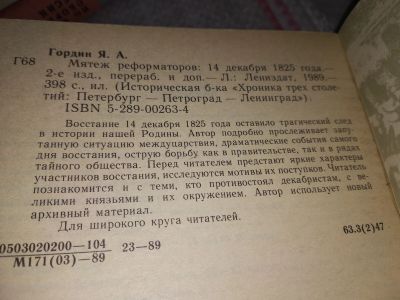 Гордин Я. А.
Г68 Мятеж реформаторов: 14 декабря 1825 года.—
2-е изд., перераб. и доп.— Л.: Лениздат, 1989.—
398 с., ил. (Историческая б-ка «Хроника трех столе-
тий: Петербург — Петроград — Ленинград»).
ISBN 5-289-00263-4
Восстание 14 декабря 1825 года оставило трагический след
в истории нашей Родины. Автор подробно прослеживает запу-
танную ситуацию междуцарствия, драматические события самого
дня восстания, острую борьбу как в правительстве, так и в рядах
тайного общества. Перед читателем предстают яркие характеры
участников восстания, исследуются мотивы их поступков. Читатель
познакомится и с теми, кто противостоял декабристам, с ве-
ликими князьями и их окружением. Автор использует новый
архивный материал.
Для широкого круга читателей.
0503020200—104
М171(03)—89
23—89
63.3(2)47